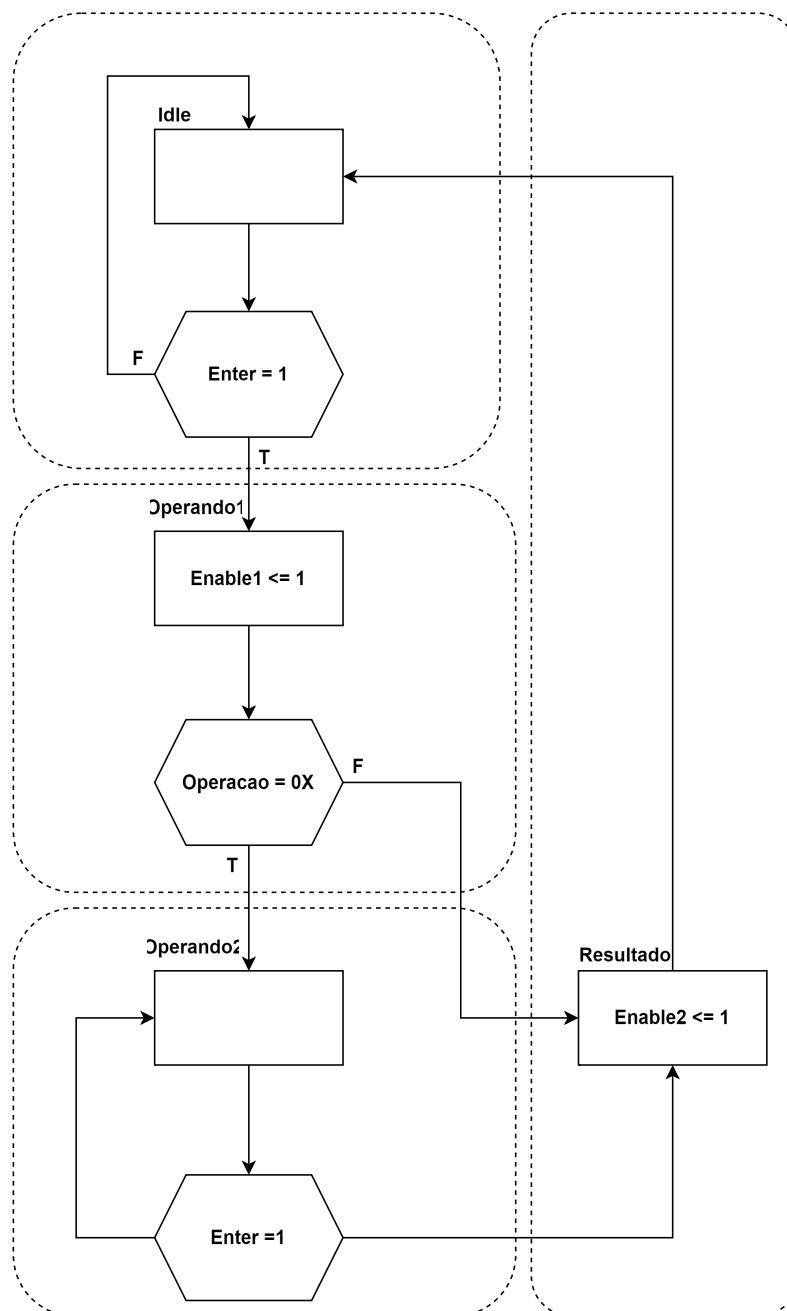 Idle
F
Enter = 1
T
Operando1
Enable1 <= 1
Operacao = 0X
F
T
Operando2
Resultado
Enable2 <= 1
Enter =1